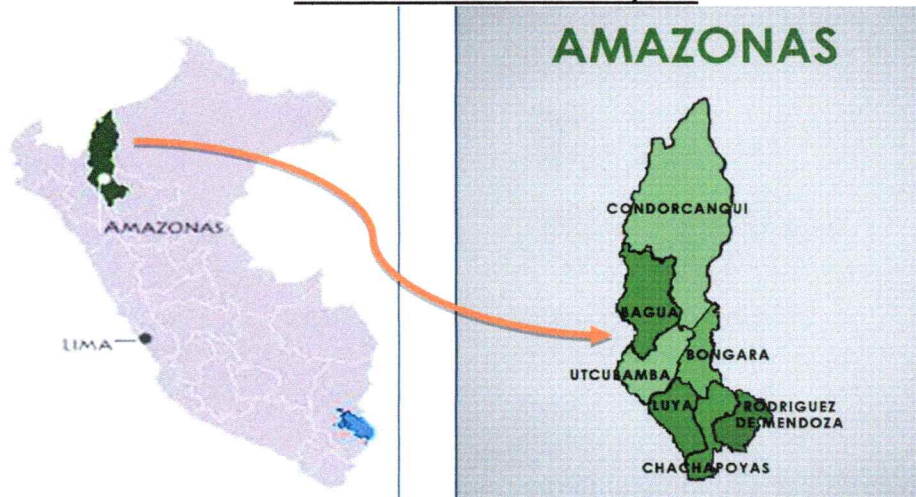 AMAZONAS
LIMA
AMAZONAS
CONDORCANQUI
BAGUA
BONGARA
UTCUBAMBA
LUYA
RODRIGUEZ
DE MENDOZA
CHACHAPOYAS